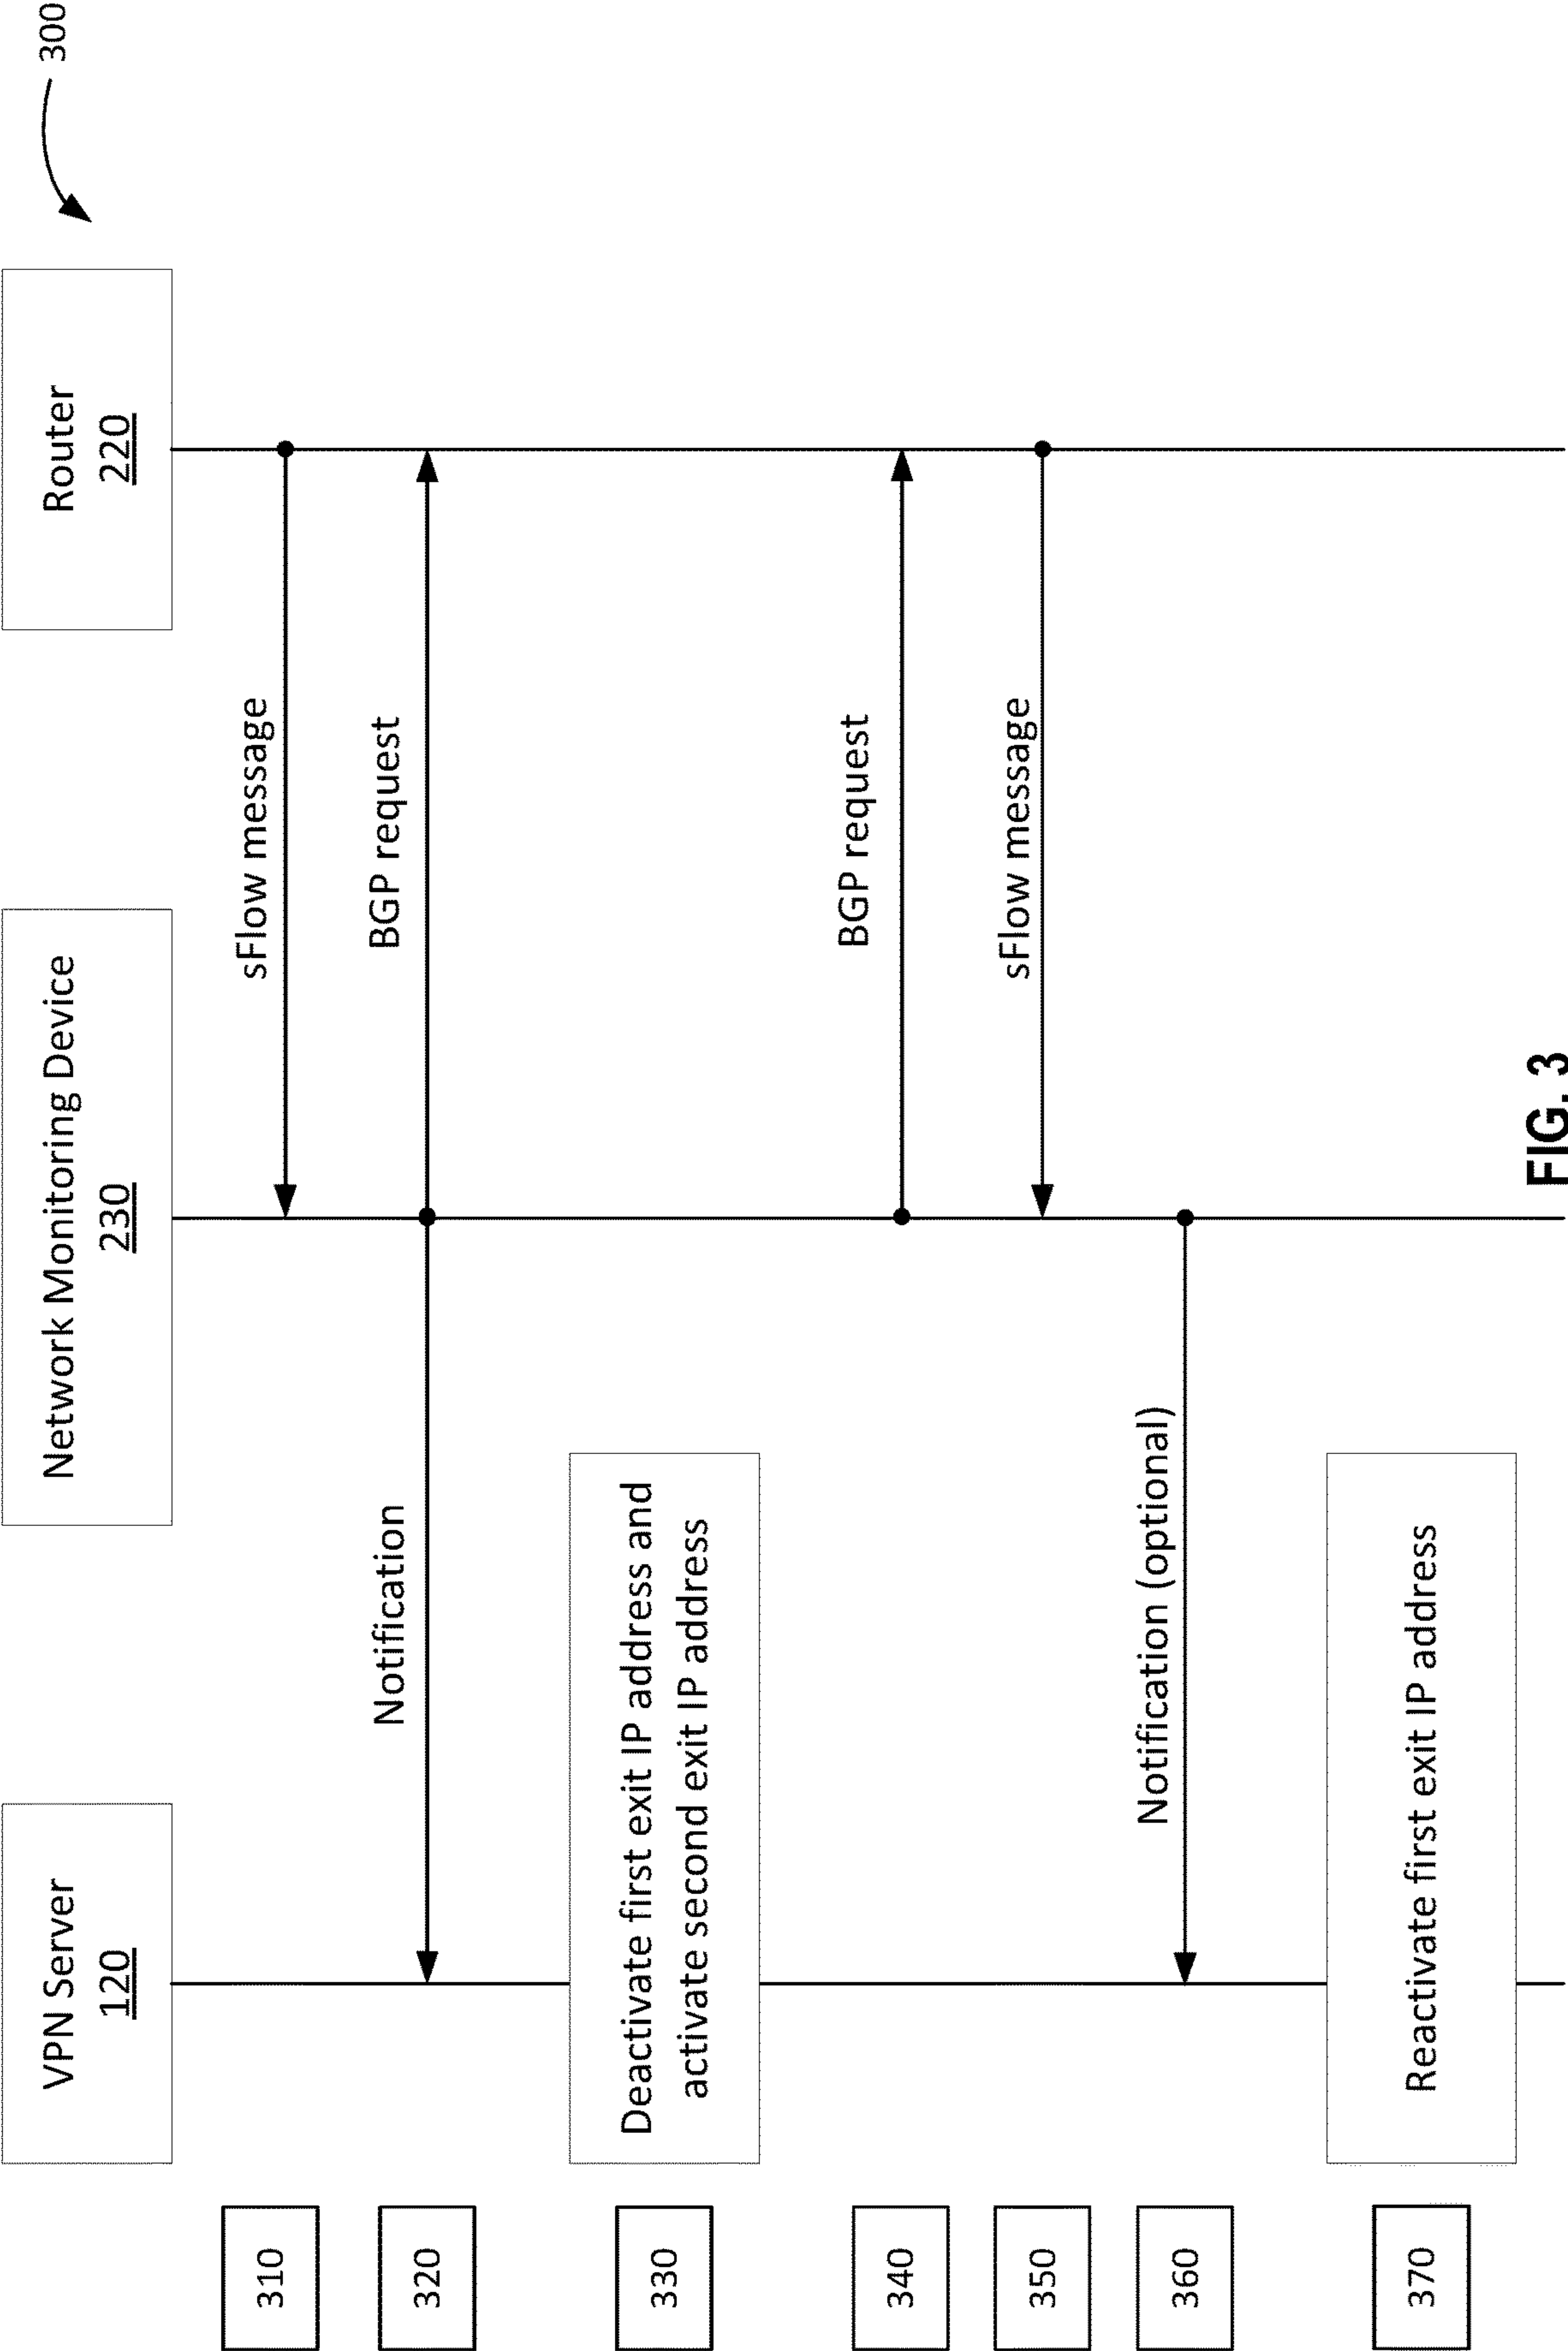 300
VPN Server
120
Network Monitoring Device
230
Router
220
310
sFlow message
320
Notification
BGP request
330
Deactivate first exit IP address and
activate second exit IP address
340
BGP request
350
sFlow message
360
Notification (optional)
370
Reactivate first exit IP address
FIG. 3